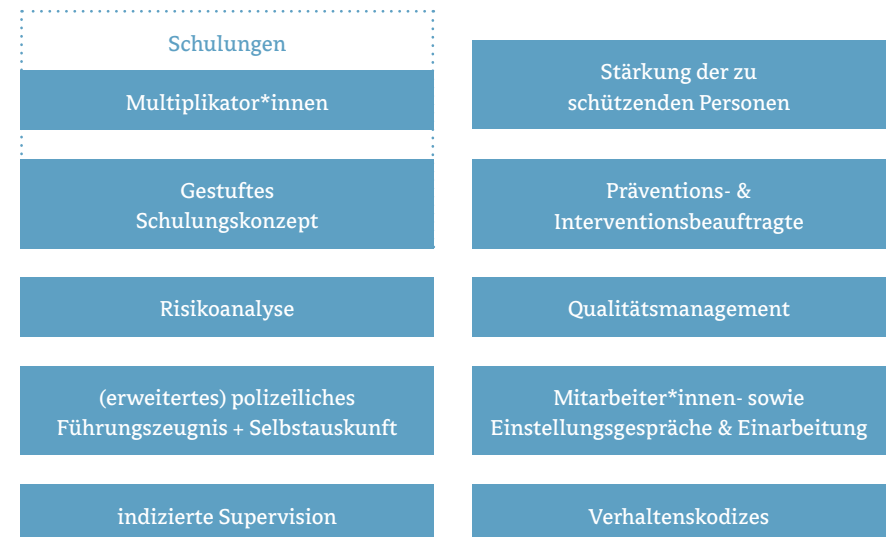 Schulungen
Multiplikator*innen
Gestuftes
Schulungskonzept
Risikoanalyse
(erweitertes) polizeiliches
Führungszeugnis + Selbstauskunft
indizierte Supervision
Stärkung der zu
schützenden Personen
Präventions- &
Interventionsbeauftragte
Qualitätsmanagement
Mitarbeiter*innen- sowie
Einstellungsgespräche & Einarbeitung
Verhaltenskodizes